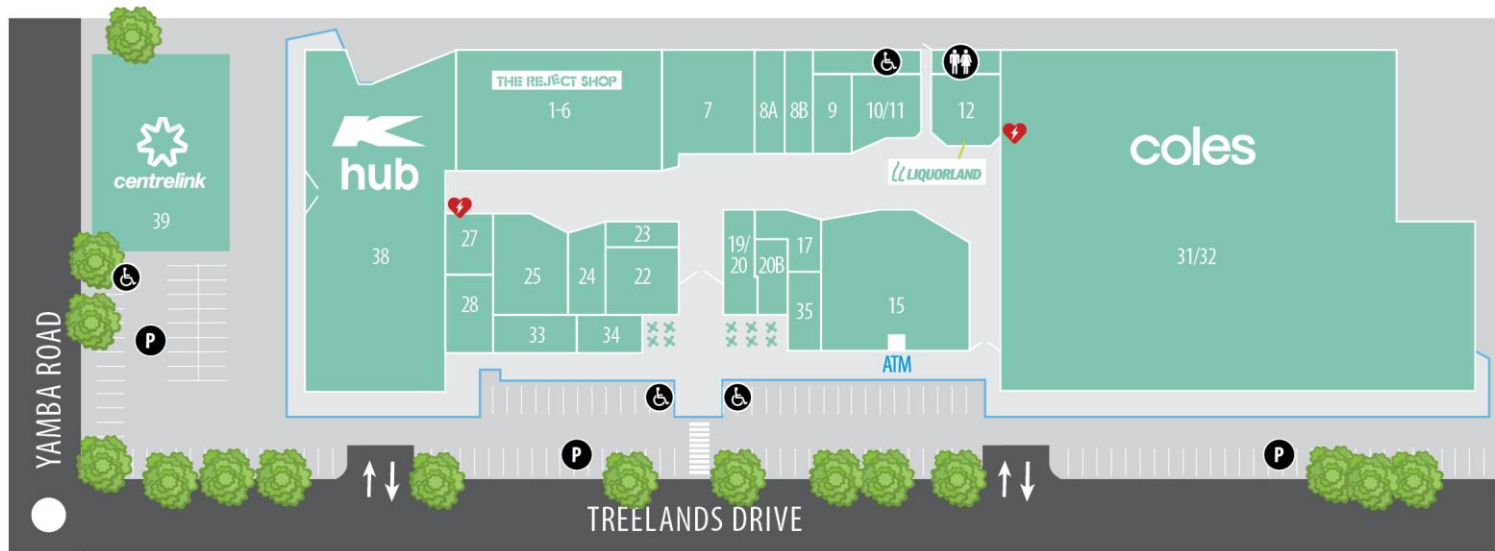 THE REJECT SHOP
1-6
7
8A
8B
9
10/11
12
LIQUORLAND
coles
31/32
K
hub
38
centrelink
39
27
28
25
24
23
22
33
34
19/
20
20B
17
35
15
ATM
P
P
P
YAMBA ROAD
TREELANDS DRIVE